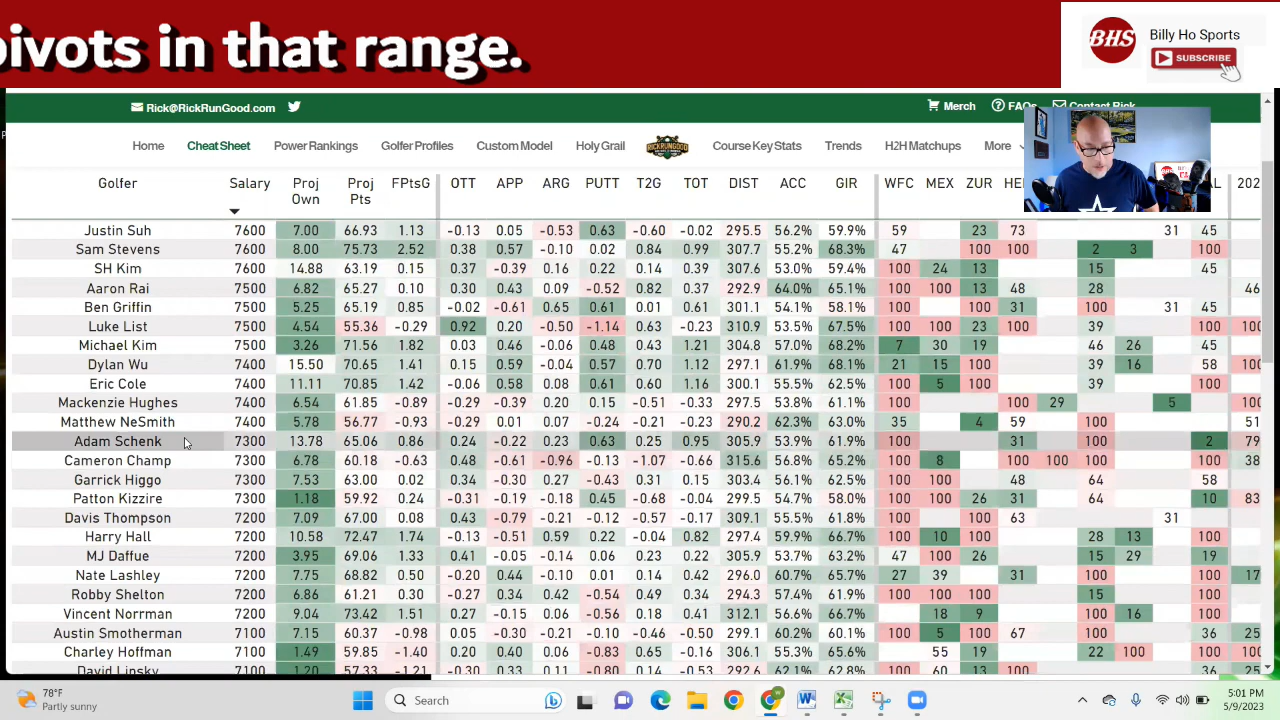 pivots in that range.
BHS Billy Ho Sports
SUBSCRIBE
Rick@RickRunGood.com Merch FAQs Contact Rick
Home Cheat Sheet Power Rankings Golfer Profiles Custom Model Holy Grail Course Key Stats Trends H2H Matchups More
Golfer Salary Proj Own Proj Pts FPtsG OTT APP ARG PUTT T2G TOT DIST ACC GIR WFC MEX ZUR 202
Justin Suh 7600 7.00 66.93 1.13 -0.13 0.05 -0.53 0.63 -0.60 -0.02 295.5 56.2% 59.9% 59 23 73 31 45
Sam Stevens 7600 8.00 75.73 2.52 0.38 0.57 -0.10 0.02 0.84 0.99 307.7 55.2% 68.3% 47 100 100 2 3 100
SH Kim 7600 14.88 63.19 0.15 0.37 -0.39 0.16 0.22 0.14 0.39 307.6 53.0% 59.4% 100 24 13 15 45
Aaron Rai 7500 6.82 65.27 0.10 0.30 0.43 0.09 -0.52 0.82 0.37 292.9 64.0% 65.1% 100 100 13 48 28 46
Ben Griffin 7500 5.25 65.19 0.85 -0.02 -0.61 0.65 0.61 0.01 0.61 301.1 54.1% 58.1% 100 100 31 100 31 45
Luke List 7500 4.54 55.36 -0.29 0.92 0.20 -0.50 -1.14 0.63 -0.23 310.9 53.5% 67.5% 100 100 23 100 39 100 100
Michael Kim 7500 3.26 71.56 1.82 0.03 0.46 -0.06 0.48 0.43 1.21 304.8 57.0% 68.2% 7 30 19 46 26 45
Dylan Wu 7400 15.50 70.65 1.41 0.15 0.59 -0.04 0.57 0.70 1.12 297.1 61.9% 68.1% 21 15 100 39 16 58 100
Eric Cole 7400 11.11 70.85 1.42 -0.06 0.58 0.08 0.61 0.60 1.16 300.1 55.5% 62.5% 100 5 100 39
Mackenzie Hughes 7400 6.54 61.85 -0.89 -0.29 -0.39 0.20 0.15 -0.51 -0.33 297.5 53.5% 60.5% 100 100 29 5
Matthew NeSmith 7400 5.78 56.77 -0.93 -0.29 0.01 0.07 -0.24 -0.21 -0.23 290.2 62.3% 63.0% 35 4 59 100 51
Adam Schenk 7300 13.78 65.06 0.86 0.24 -0.22 0.23 0.63 0.25 0.95 305.9 53.9% 61.9% 100 31 100 2 79
Cameron Champ 7300 6.78 60.18 -0.63 0.48 -0.61 -0.96 -0.13 -1.07 -0.66 315.6 56.8% 65.2% 100 8 100 100 100 100 38
Garrick Higgo 7300 7.53 63.00 0.02 0.34 -0.30 0.27 -0.43 0.31 0.15 303.4 56.1% 62.5% 100 100 48 64 58
Patton Kizzire 7300 1.18 59.92 0.24 -0.31 -0.19 -0.18 0.45 -0.68 -0.04 299.5 54.7% 58.0% 100 100 26 31 64 10 83
Davis Thompson 7200 7.09 67.00 0.08 0.43 -0.79 -0.21 -0.12 -0.57 -0.17 309.1 55.5% 61.8% 100 100 63 31
Harry Hall 7200 10.58 72.47 1.74 -0.13 -0.51 0.59 0.22 -0.04 0.82 297.4 59.9% 66.7% 100 10 100 28 13 100
MJ Daffue 7200 3.95 69.06 1.33 0.41 -0.05 -0.14 0.06 0.23 0.22 305.9 53.7% 63.2% 47 100 26 15 29 19
Nate Lashley 7200 7.75 68.82 0.50 -0.20 0.44 -0.10 0.01 0.14 0.42 296.0 60.7% 65.7% 27 39 31 100 100 17
Robby Shelton 7200 6.86 61.21 0.30 -0.27 0.34 0.42 -0.54 0.49 0.34 294.3 57.4% 61.9% 100 100 100 15
Vincent Norrman 7200 9.04 73.42 1.51 0.27 -0.15 0.06 -0.56 0.18 0.41 312.1 56.6% 66.7% 18 9 100 16 100
Austin Smotherman 7100 7.15 60.37 -0.98 0.05 -0.30 -0.21 -0.10 -0.46 -0.50 299.1 60.2% 60.1% 100 5 100 67 100 36 25
Charley Hoffman 7100 1.49 59.85 -1.40 0.20 0.40 0.06 -0.83 0.65 -0.16 308.1 55.3% 65.6% 55 19 22 100 100 100
David Linsky 7100 1.20 57.33 -1.21 -0.30 0.33 0.11 -0.80 0.14 -0.53 292.6 62.1% 62.8% 100 60 13 100 36
78°F
Partly sunny
Search
5:01 PM
5/9/2023